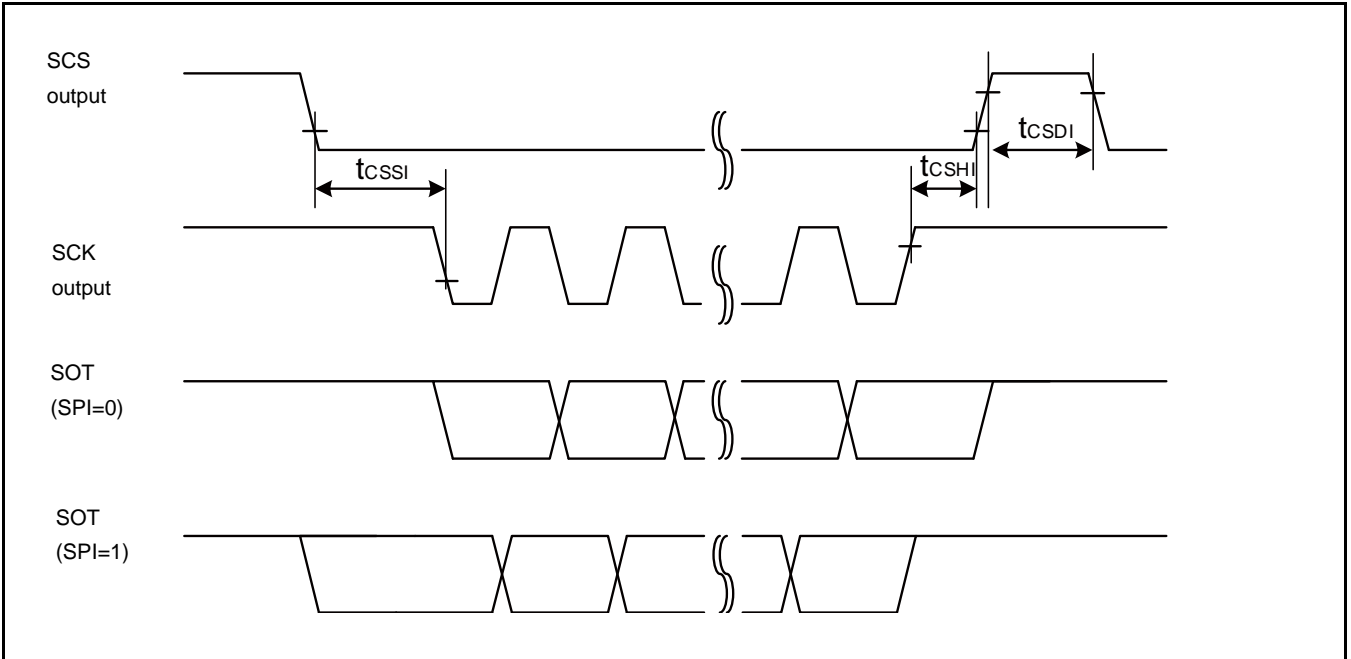 SCS
output
tCSSI
tCSHI
tCSDI
SCK
output
SOT
(SPI=0)
SOT
(SPI=1)